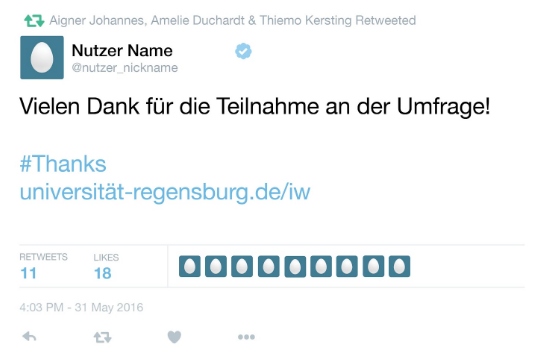 Aigner Johannes, Amelie Duchardt & Thiemo Kersting Retweeted
Nutzer Name
@nutzer_nickname
Vielen Dank für die Teilnahme an der Umfrage!
#Thanks
universität-regensburg.de/iw
RETWEETS LIKES
11 18
4:03 PM - 31 May 2016